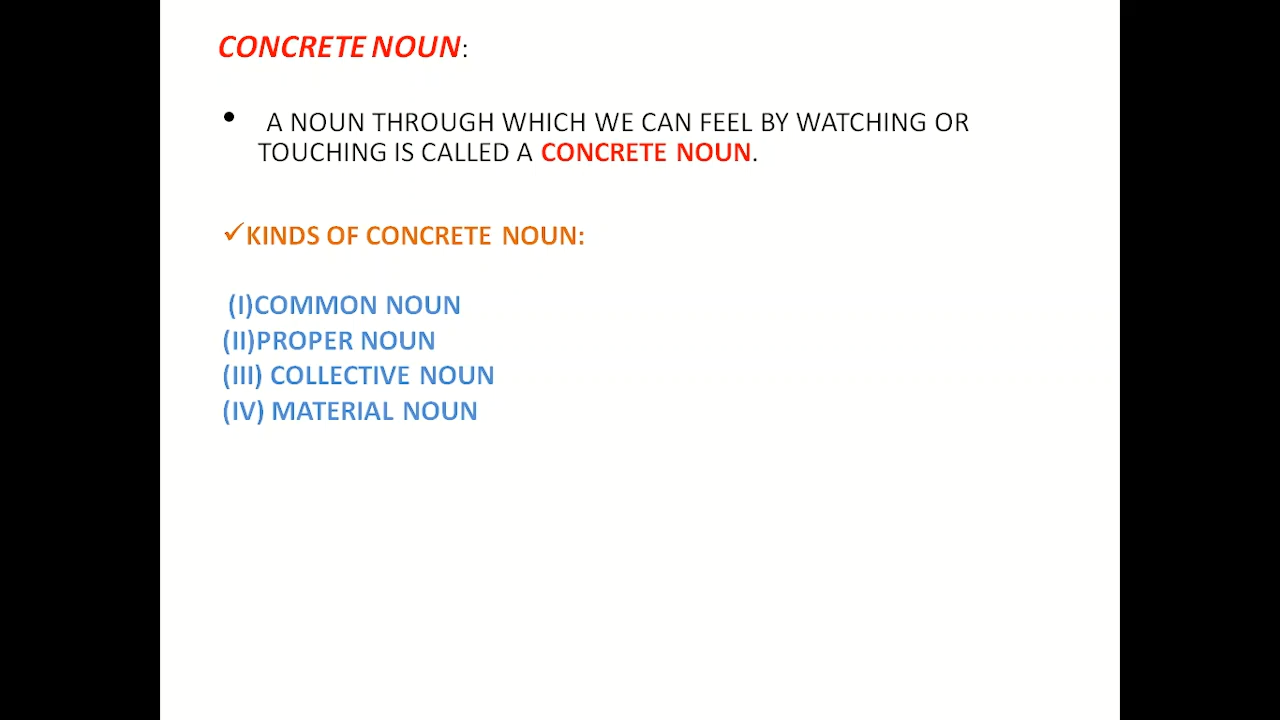 CONCRETE NOUN:
• A NOUN THROUGH WHICH WE CAN FEEL BY WATCHING OR
TOUCHING IS CALLED A CONCRETE NOUN.
✓KINDS OF CONCRETE NOUN:
(I)COMMON NOUN
(II)PROPER NOUN
(III) COLLECTIVE NOUN
(IV) MATERIAL NOUN